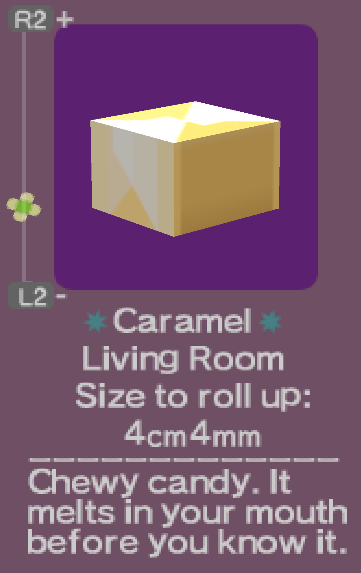 R2 +
L2 -
Caramel
Living Room
Size to roll up:
4cm4mm
Chewy candy. It
melts in your mouth
before you know it.